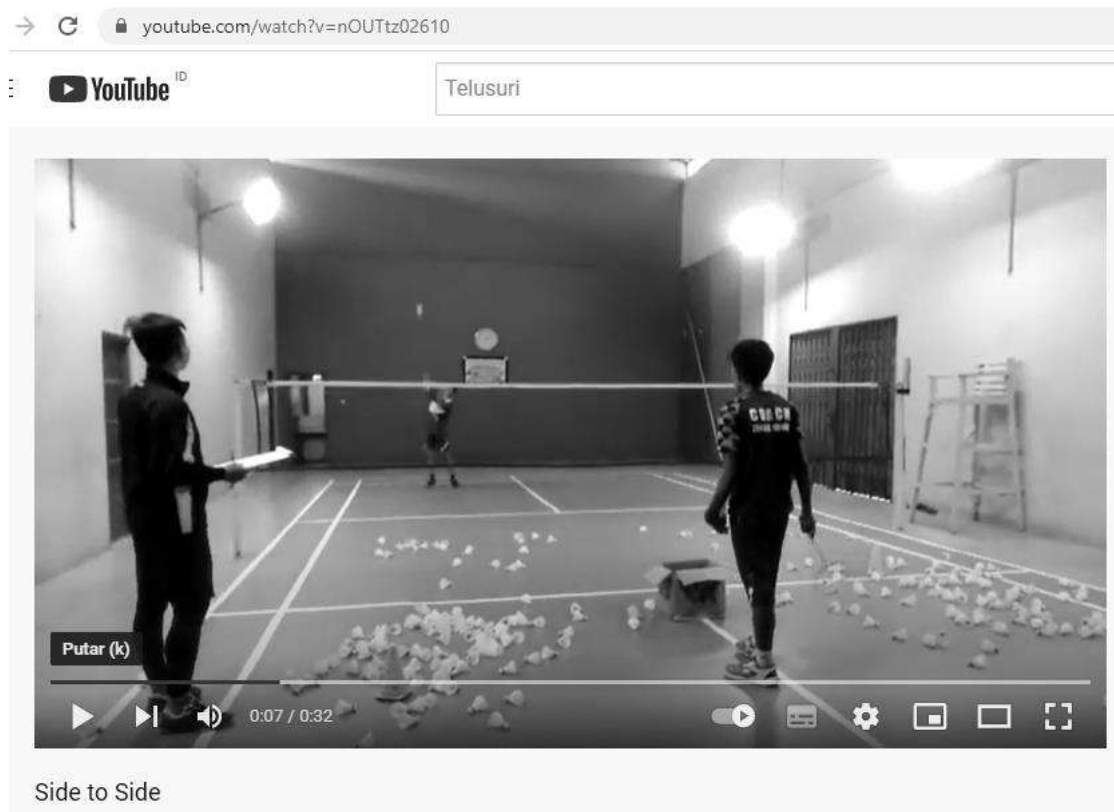 youtube.com/watch?v=nOUTtz02610
YouTube ID
Telusuri
COACH
Putar (k)
0:07 / 0:32
Side to Side